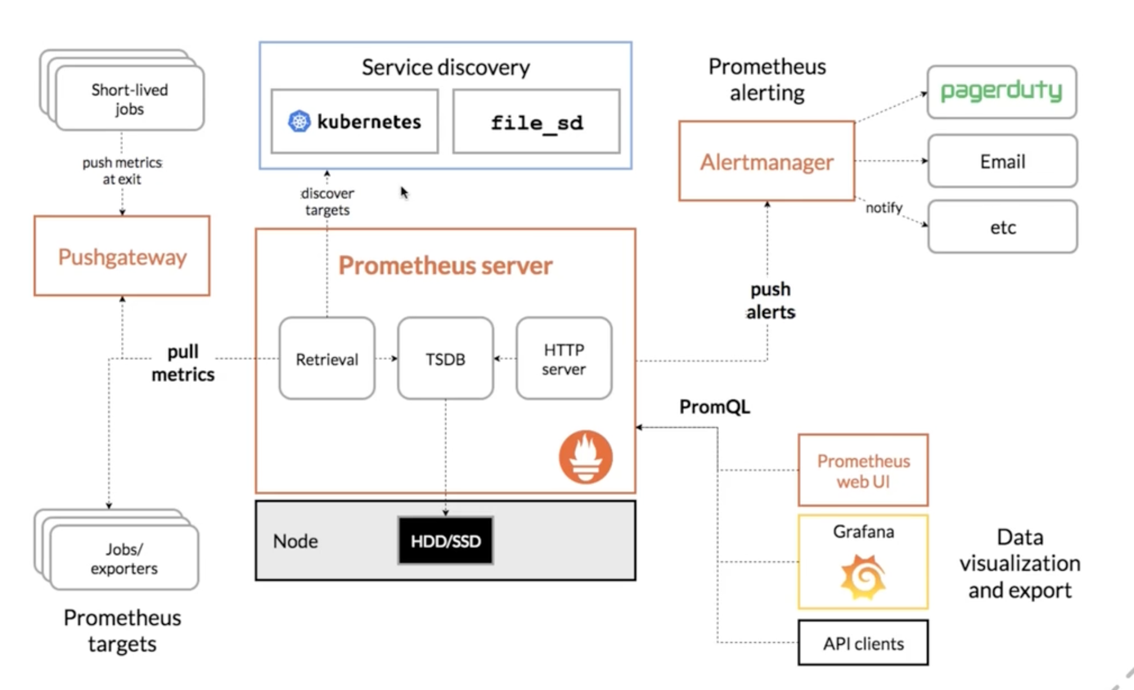 Short-lived
jobs
push metrics
at exit
Pushgateway
Service discovery
kubernetes
file_sd
discover
targets
Prometheus server
Retrieval
TSDB
HTTP
server
pull
metrics
Node
HDD/SSD
Jobs/
exporters
Prometheus
targets
Prometheus
alerting
Alertmanager
pagerduty
Email
etc
notify
push
alerts
PromQL
Prometheus
web UI
Grafana
API clients
Data
visualization
and export